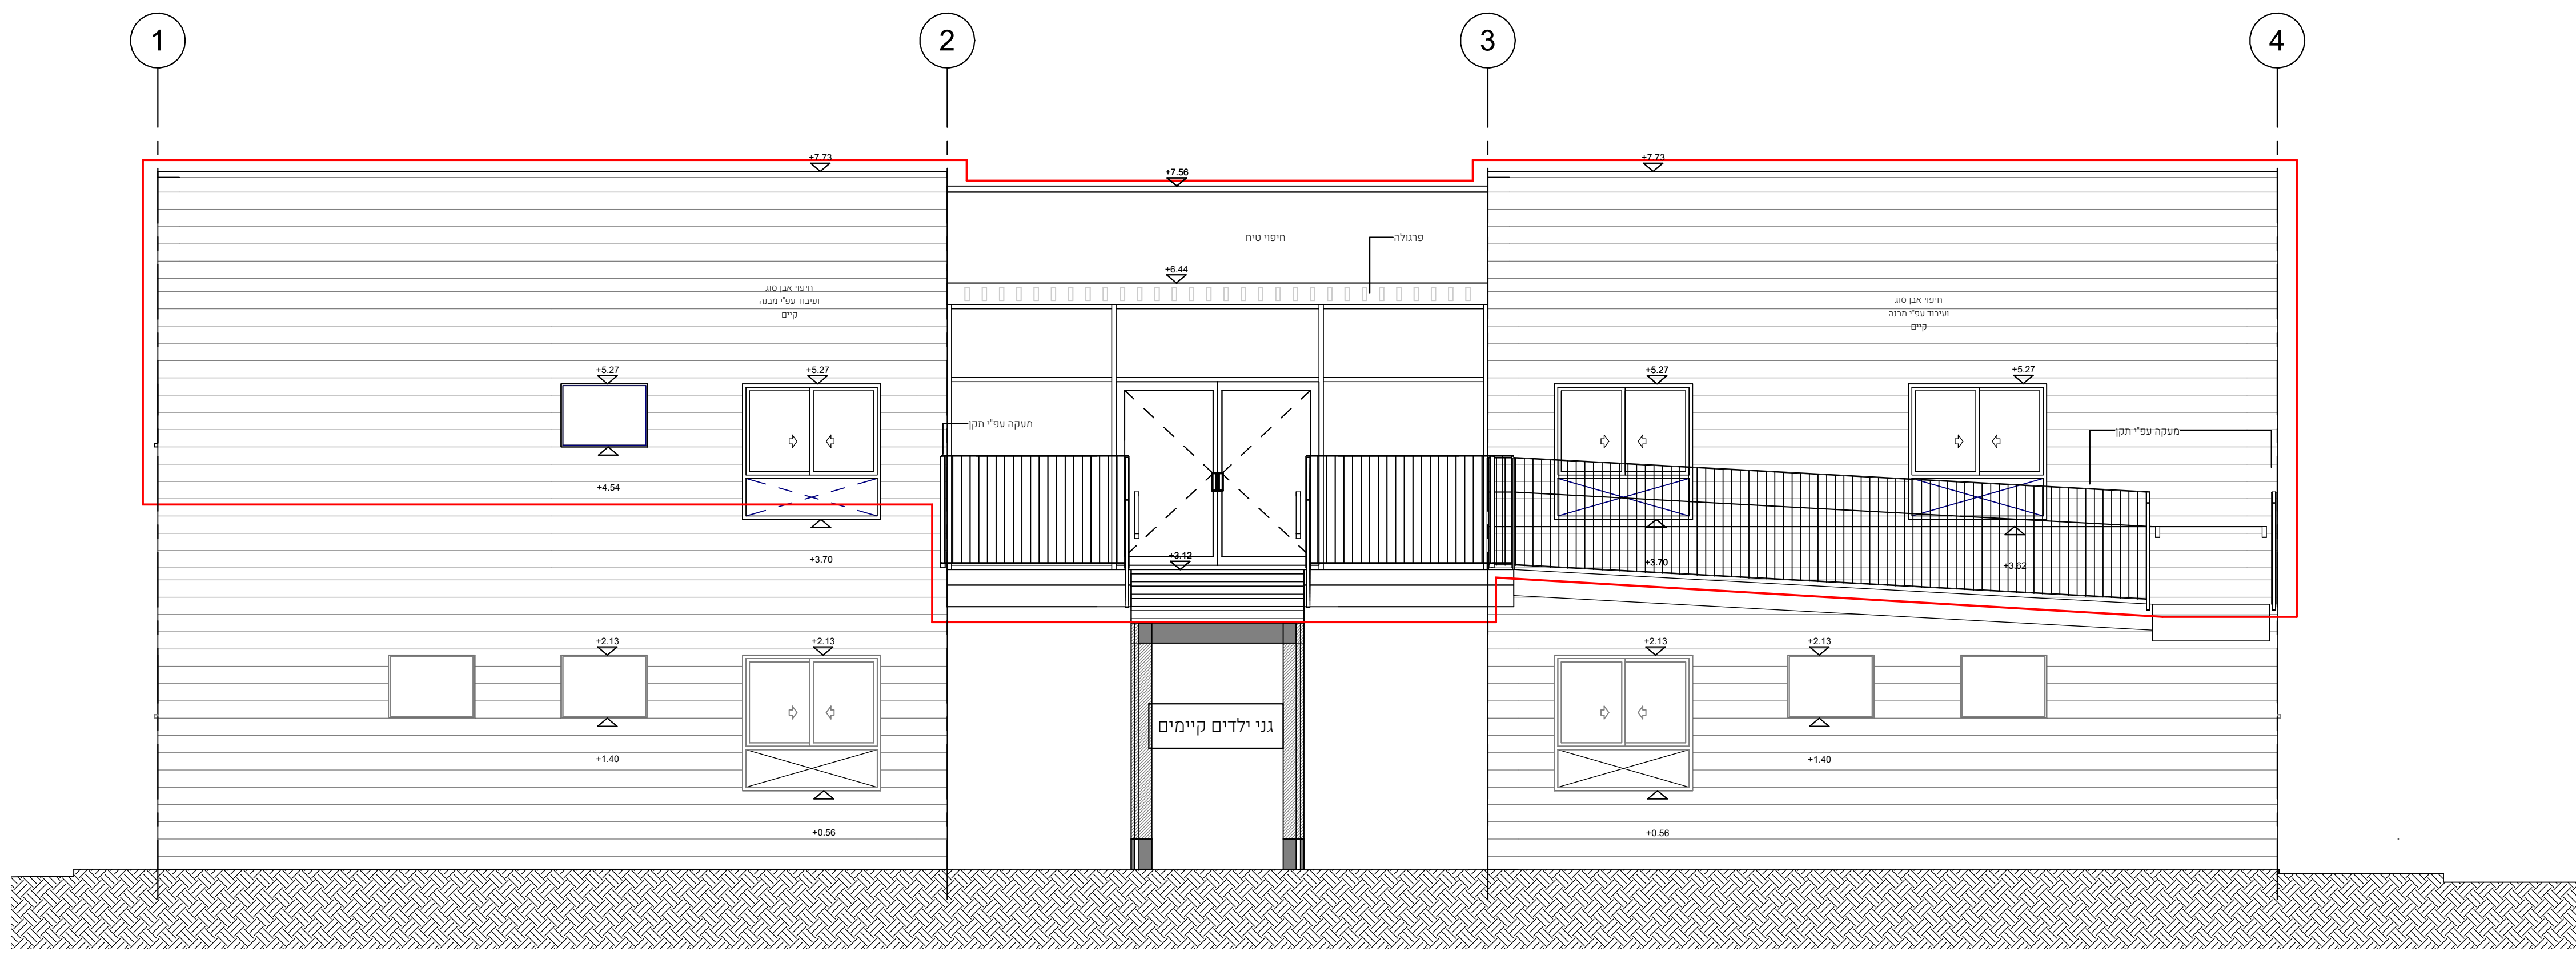 1
2
3
4
+7.73
+7.56
+7.73
חיפוי טיח
פרגולה
+6.44
חיפוי אבן סוג
ועיבוד עפ"י מבנה
קיים
חיפוי אבן סוג
ועיבוד עפ"י מבנה
קיים
+5.27
+5.27
+5.27
+5.27
מעקה עפ"י תקן
מעקה עפ"י תקן
+4.54
+3.70
+3.12
+3.70
+3.62
+2.13
+2.13
+2.13
+2.13
גני ילדים קיימים
+1.40
+1.40
+0.56
+0.56